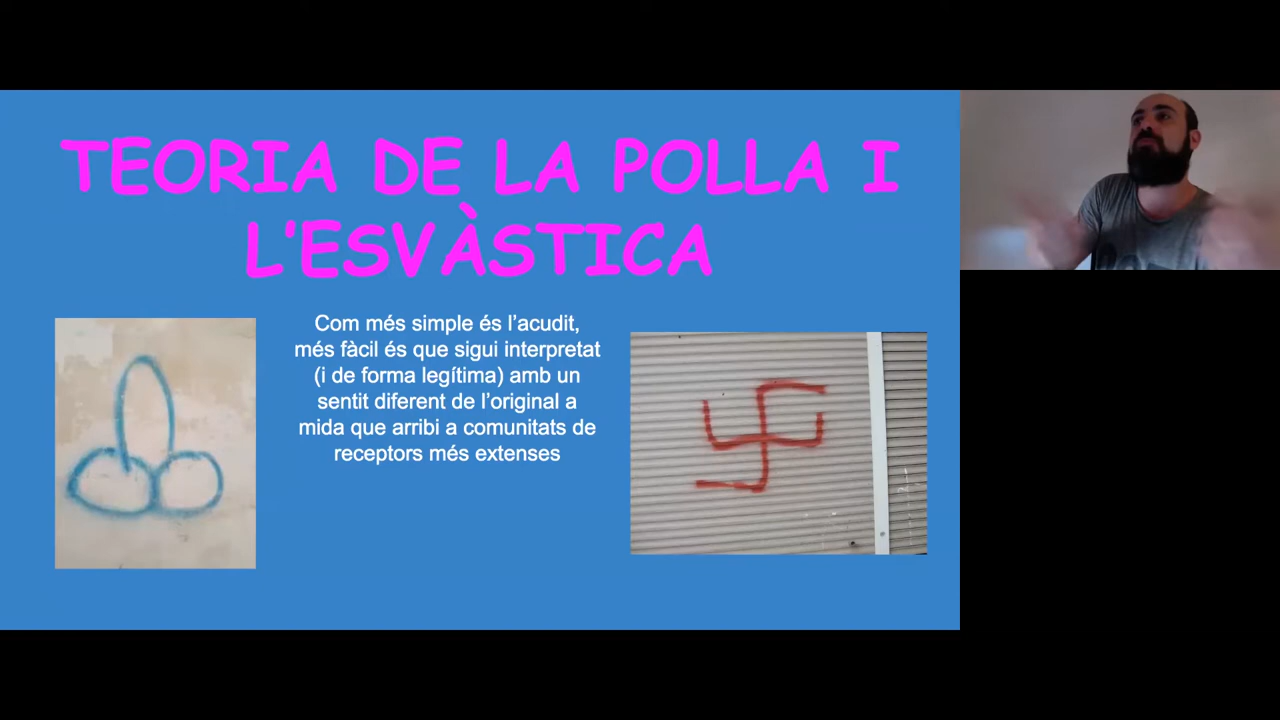 TEORIA DE LA POLLA I
L'ESVÀSTICA
Com més simple és l'acudit,
més fàcil és que sigui interpretat
(i de forma legítima) amb un
sentit diferent de l'original a
mida que arribi a comunitats de
receptors més extenses